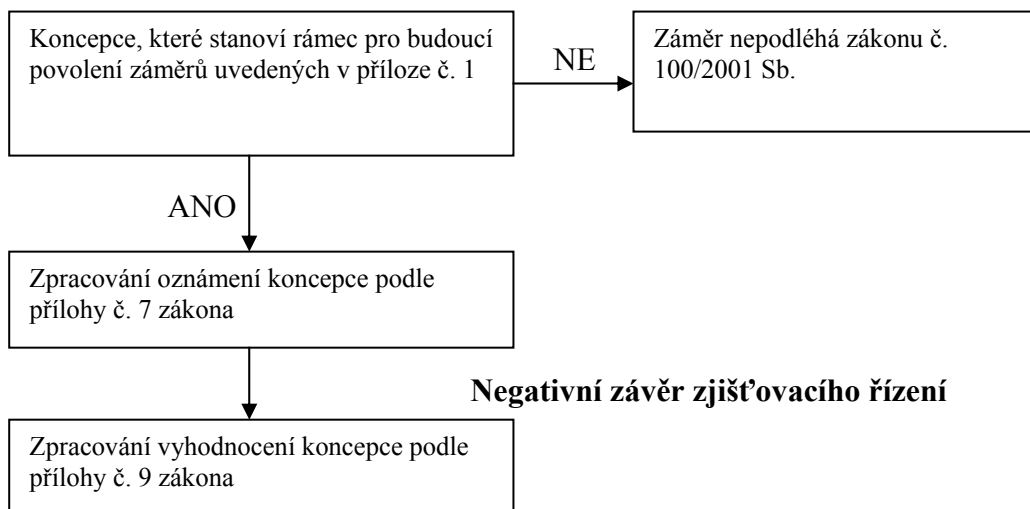 Koncepce, které stanoví rámec pro budoucí
povolení záměrů uvedených v příloze č. 1
NE
Záměr nepodléhá zákonu č.
100/2001 Sb.
ANO
Zpracování oznámení koncepce podle
přílohy č. 7 zákona
Negativní závěr zjišťovacího řízení
Zpracování vyhodnocení koncepce podle
přílohy č. 9 zákona